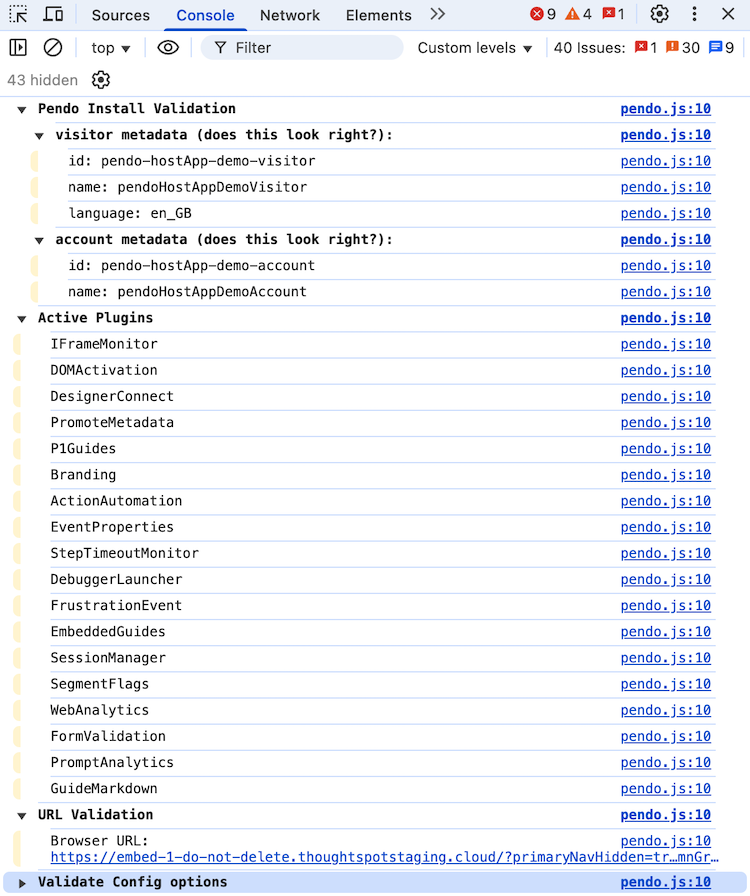 Sources Console Network Elements 9 4 1
top Filter Custom levels 40 Issues: 1 30 9
43 hidden
Pendo Install Validation pendo.js:10
visitor metadata (does this look right?): pendo.js:10
id: pendo-hostApp-demo-visitor pendo.js:10
name: pendoHostAppDemoVisitor pendo.js:10
language: en_GB pendo.js:10
account metadata (does this look right?): pendo.js:10
id: pendo-hostApp-demo-account pendo.js:10
name: pendoHostAppDemoAccount pendo.js:10
Active Plugins pendo.js:10
IFrameMonitor pendo.js:10
DOMActivation pendo.js:10
DesignerConnect pendo.js:10
PromoteMetadata pendo.js:10
P1Guides pendo.js:10
Branding pendo.js:10
ActionAutomation pendo.js:10
EventProperties pendo.js:10
StepTimeoutMonitor pendo.js:10
DebuggerLauncher pendo.js:10
FrustrationEvent pendo.js:10
EmbeddedGuides pendo.js:10
SessionManager pendo.js:10
SegmentFlags pendo.js:10
WebAnalytics pendo.js:10
FormValidation pendo.js:10
PromptAnalytics pendo.js:10
GuideMarkdown pendo.js:10
URL Validation pendo.js:10
Browser URL: pendo.js:10
https://embed-1-do-not-delete.thoughtspotstaging.cloud/?primaryNavHidden=tr…mnGr…
Validate Config options pendo.js:10